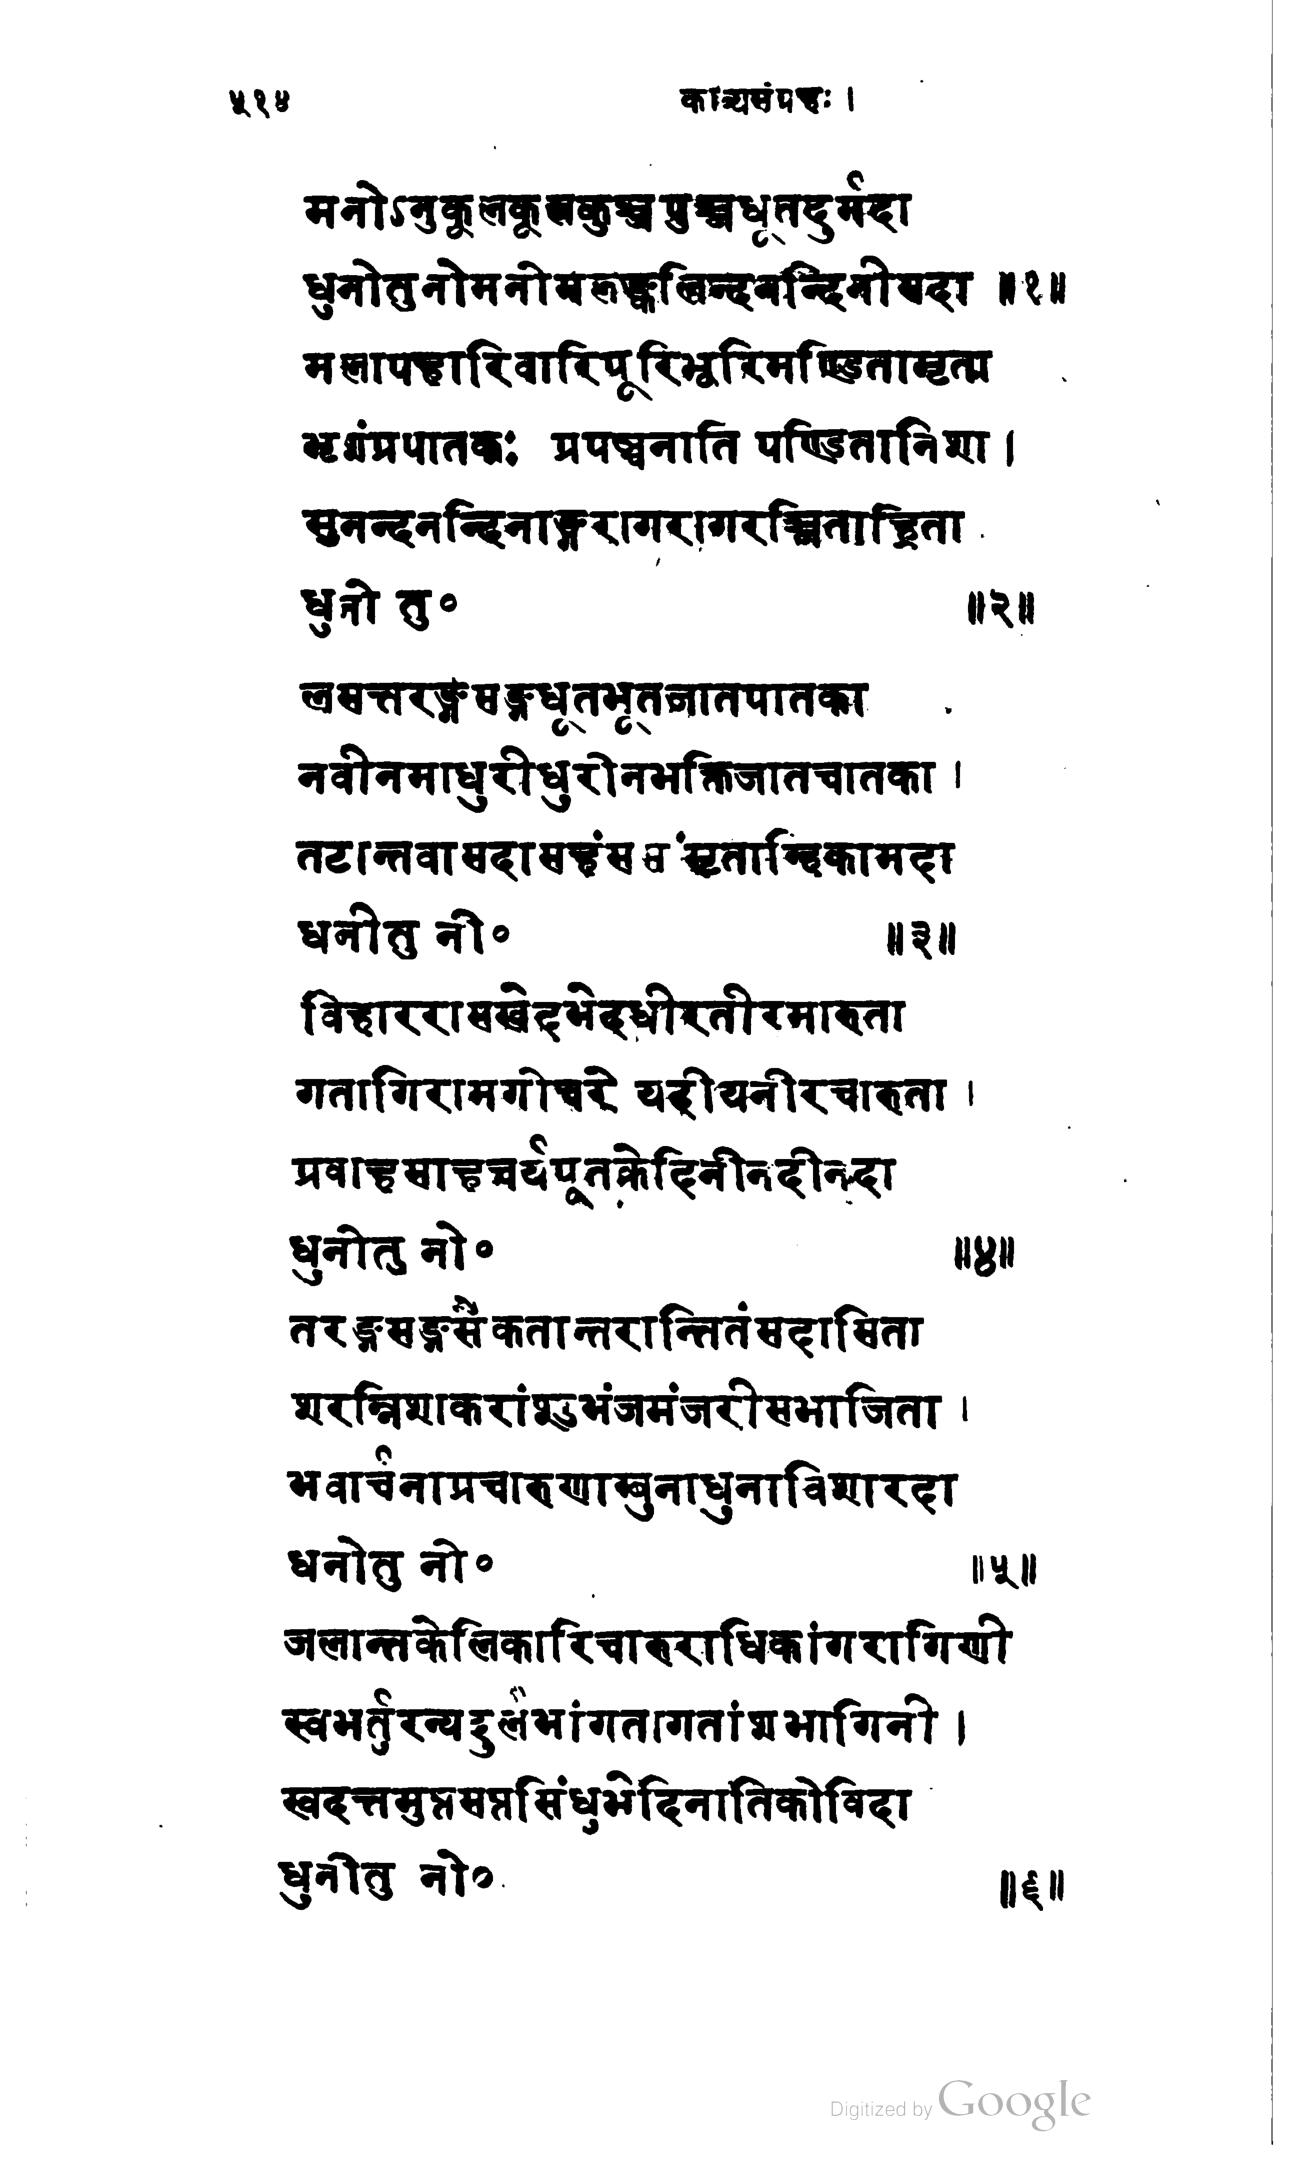 ५१४ काव्यसंग्रहः ।
मनोऽनुकूलकूलकुञ्जपुञ्जधूतदुर्मदा
धुनोतु नोमनोमलङ्कलिन्दनन्दिनीसदा ॥१॥
मलापहारिवारिपूरिभूरिमण्डितामृता
भृशंप्रपातकः प्रपञ्चनाति पण्डितानिशा ।
सुनन्दनन्दिनाङ्गरागरागरञ्जिताद्दिता
धुनो तु० ॥२॥
लसत्तरङ्गसङ्गधूतभूतजातपातका
नवीनमाधुरीधुरीनभक्तिजातचातका ।
तटान्तवासदासहंससंसृतान्हिकामदा
धनीतु नी० ॥३॥
विहाररासखेदभेदधीरतीरमारुता
गतागिरामगोचरे यदीयनीरचारुता ।
प्रवाहसाहचर्यपूतकेदिनीनदीनदा
धुनोतु नो० ॥४॥
तरङ्गसङ्गसैकतान्तरान्तितंसदासिता
शरन्निशाकरांशुभंजमंजरीसभाजिता ।
भवार्चनाप्रचारुणाम्बुनाधुनाविशारदा
धनोतु नो० ॥५॥
जलान्तकेलिकारिचारुराधिकांगरागिणी
स्वभर्तुरन्यदुर्लभांगतागतांशभागिनी ।
स्वदत्तमुप्तसप्तसिंधुभेदिनातिकोविदा
धुनीतु नो० ॥६॥
Digitized by Google